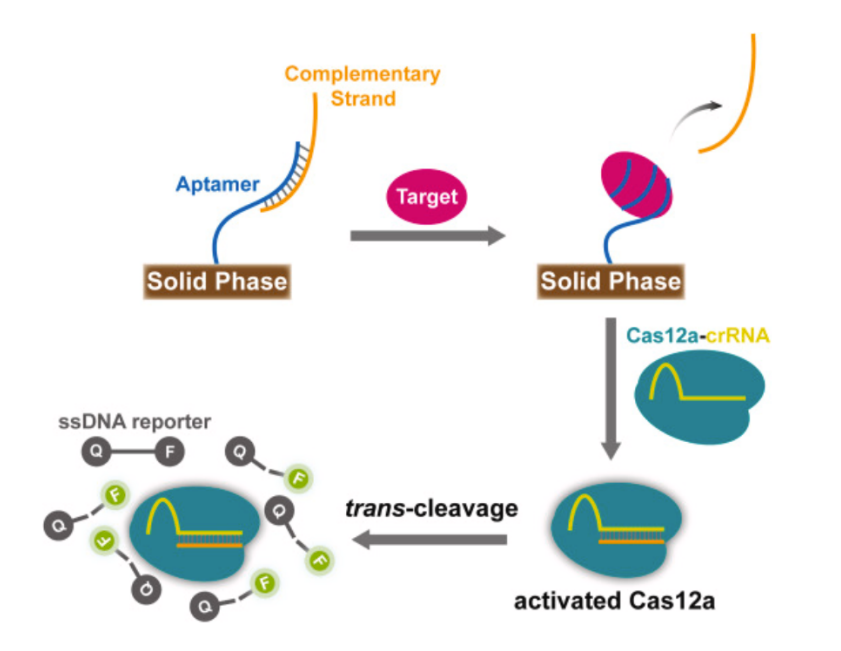 Complementary
Strand
Aptamer
Target
Solid Phase
Solid Phase
Cas12a-crRNA
ssDNA reporter
Q F
Q F
Q F
Q F
F Q
Q F
trans-cleavage
activated Cas12a